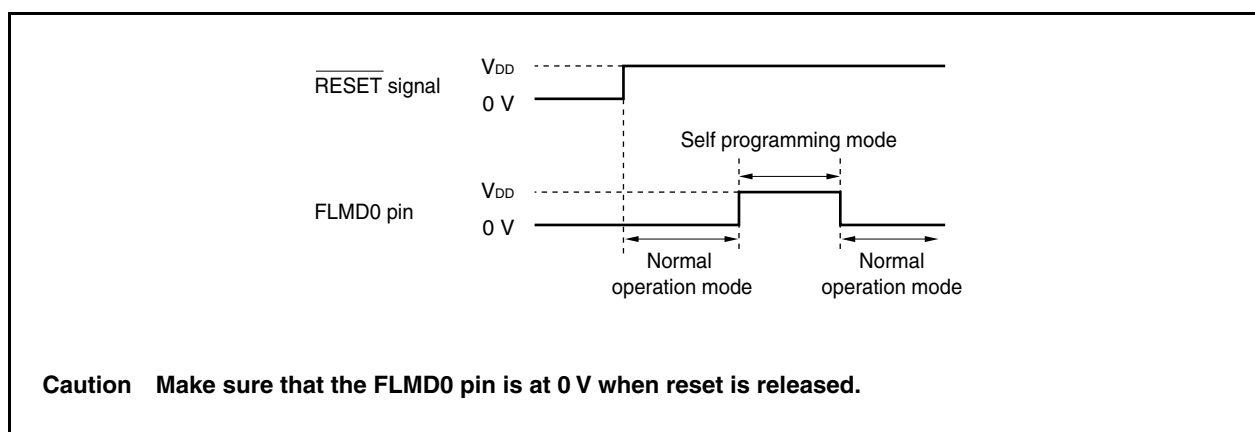 RESET signal
VDD
0 V
Self programming mode
FLMD0 pin
VDD
0 V
Normal
operation mode
Normal
operation mode
Caution Make sure that the FLMD0 pin is at 0 V when reset is released.